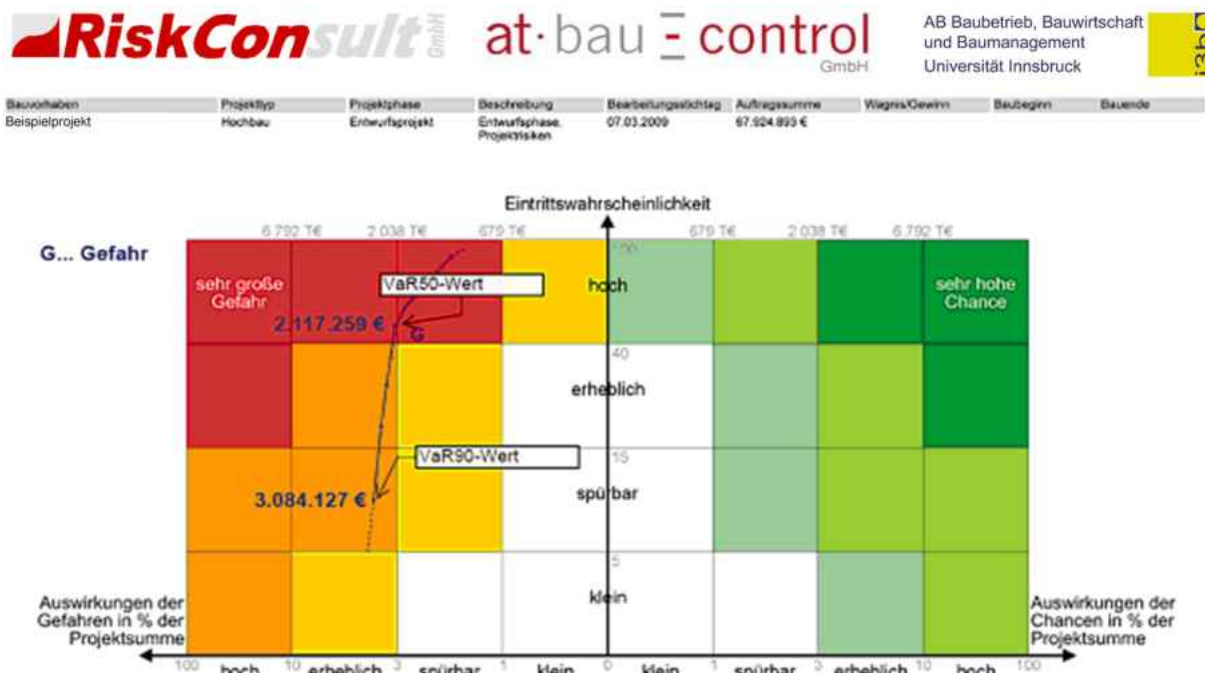 RiskConsult GmbH
at·bau - control
GmbH
AB Baubetrieb, Bauwirtschaft
und Baumanagement
Universität Innsbruck
i3b
Bauvorhaben Projekttyp Projektphase Beschreibung Bearbeitungsstichtag Auftragssumme Wagnis/Gewinn Baubeginn Bauende
Beispielprojekt Hochbau Entwurfsprojekt Entwurfsphase, 07.03.2009 67.924.893 €
Projektrisiken
Eintrittswahrscheinlichkeit
6.792 T€ 2.038 T€ 679 T€ 679 T€ 2.038 T€ 6.792 T€
G... Gefahr
100
sehr große
Gefahr
VaR50-Wert
hoch
sehr hohe
Chance
2.117.259 €
G
40
erheblich
VaR90-Wert
15
3.084.127 €
spürbar
5
klein
Auswirkungen der
Gefahren in % der
Projektsumme
Auswirkungen der
Chancen in % der
Projektsumme
100 hoch 10 erheblich 3 spürbar 1 klein 0 klein 1 spürbar 3 erheblich 10 hoch 100